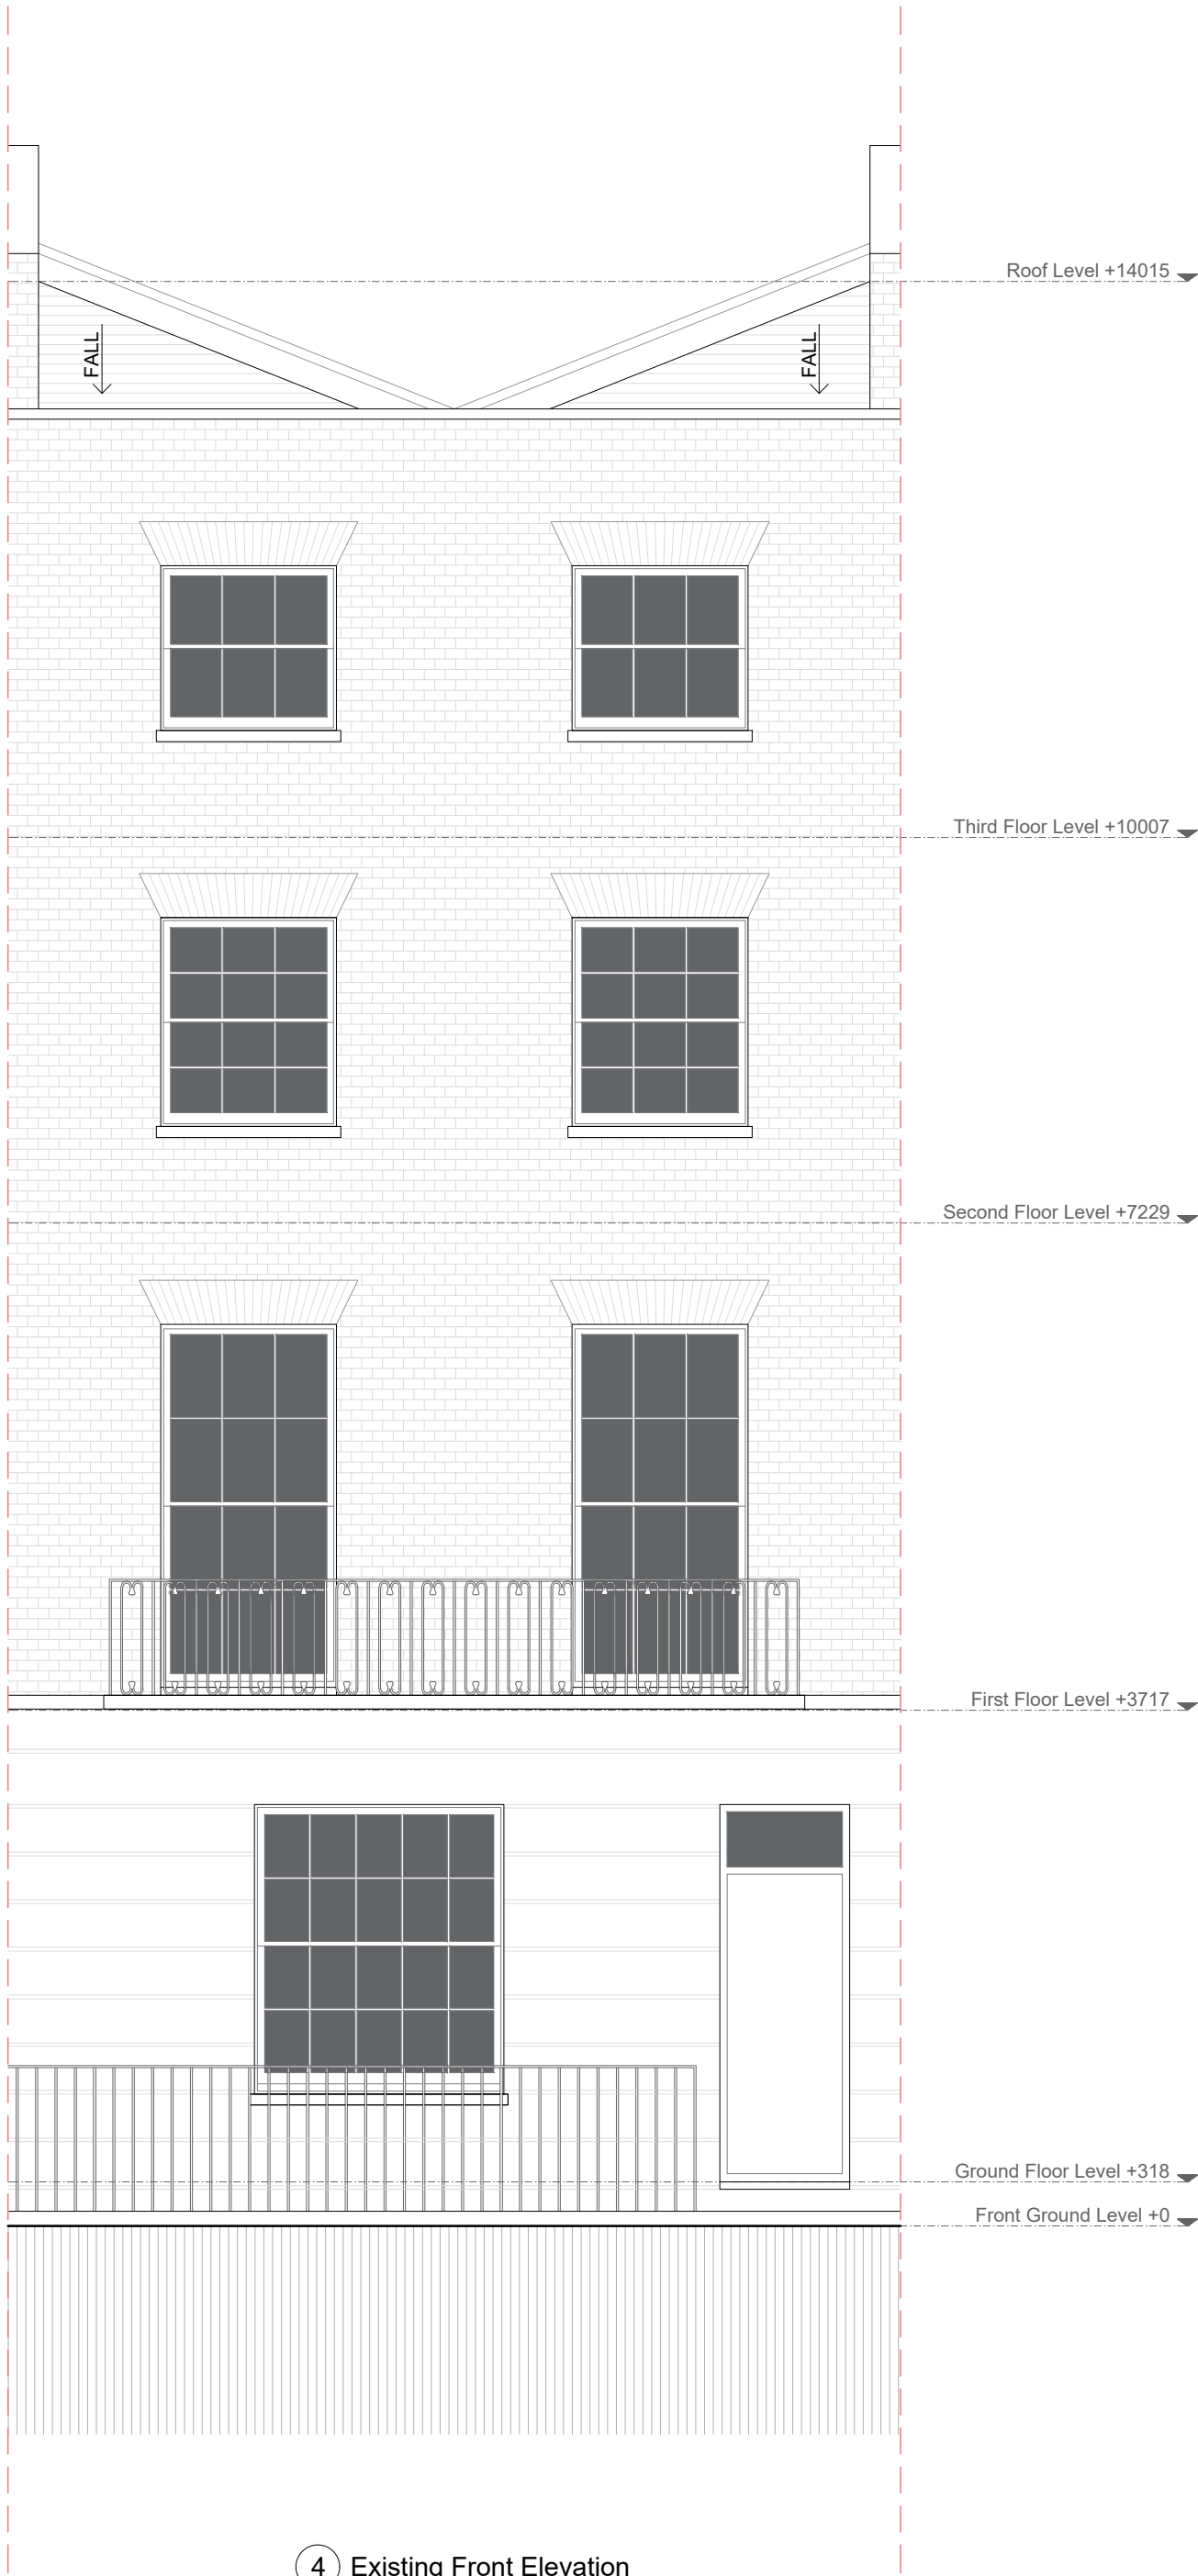 Roof Level +14015
FALL
FALL
Third Floor Level +10007
Second Floor Level +7229
First Floor Level +3717
Ground Floor Level +318
Front Ground Level +0
4 Existing Front Elevation